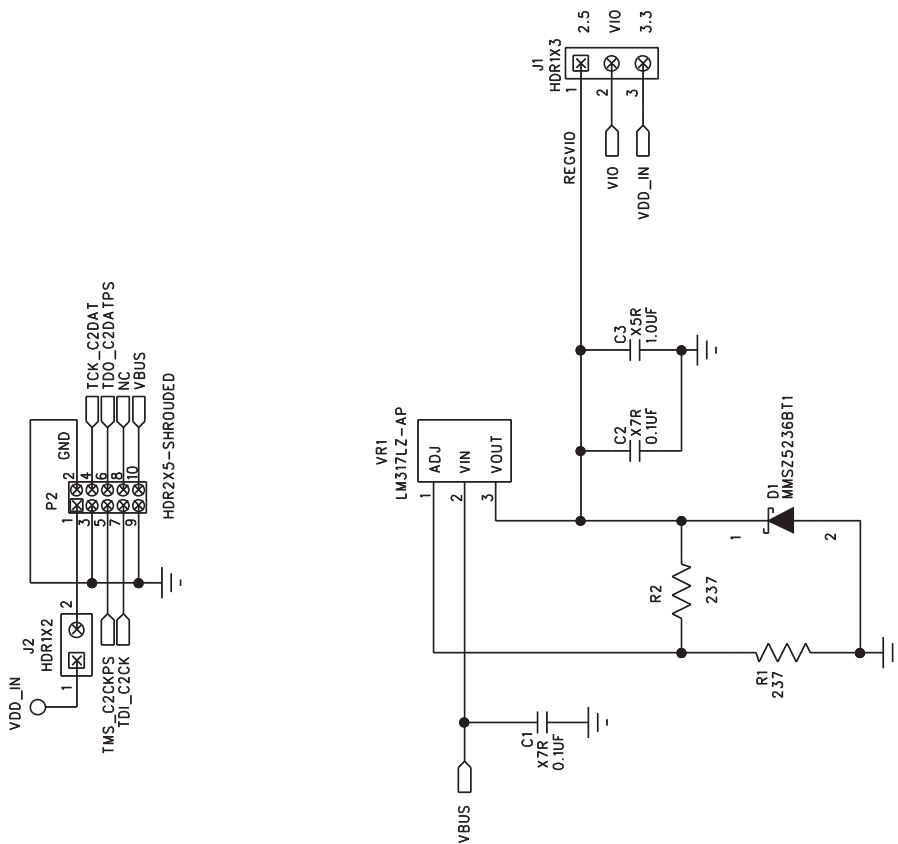 VDD_IN
J2
HDR1X2
1
2
TMS_C2CKPS
TDI_C2CK
P2
GND
1
2
3
4
5
6
7
8
9
10
TCK_C2DAT
TDO_C2DATPS
NC
VBUS
HDR2X5-SHROUDED
VBUS
C1
X7R
0.1UF
VR1
LM317LZ-AP
1
ADJ
2
VIN
3
VOUT
R2
237
R1
237
1
D1
MMSZ5236BT1
2
C2
X7R
0.1UF
C3
X5R
1.0UF
REGVIO
J1
HDR1X3
1
2.5
2
VIO
3
3.3
VIO
VDD_IN